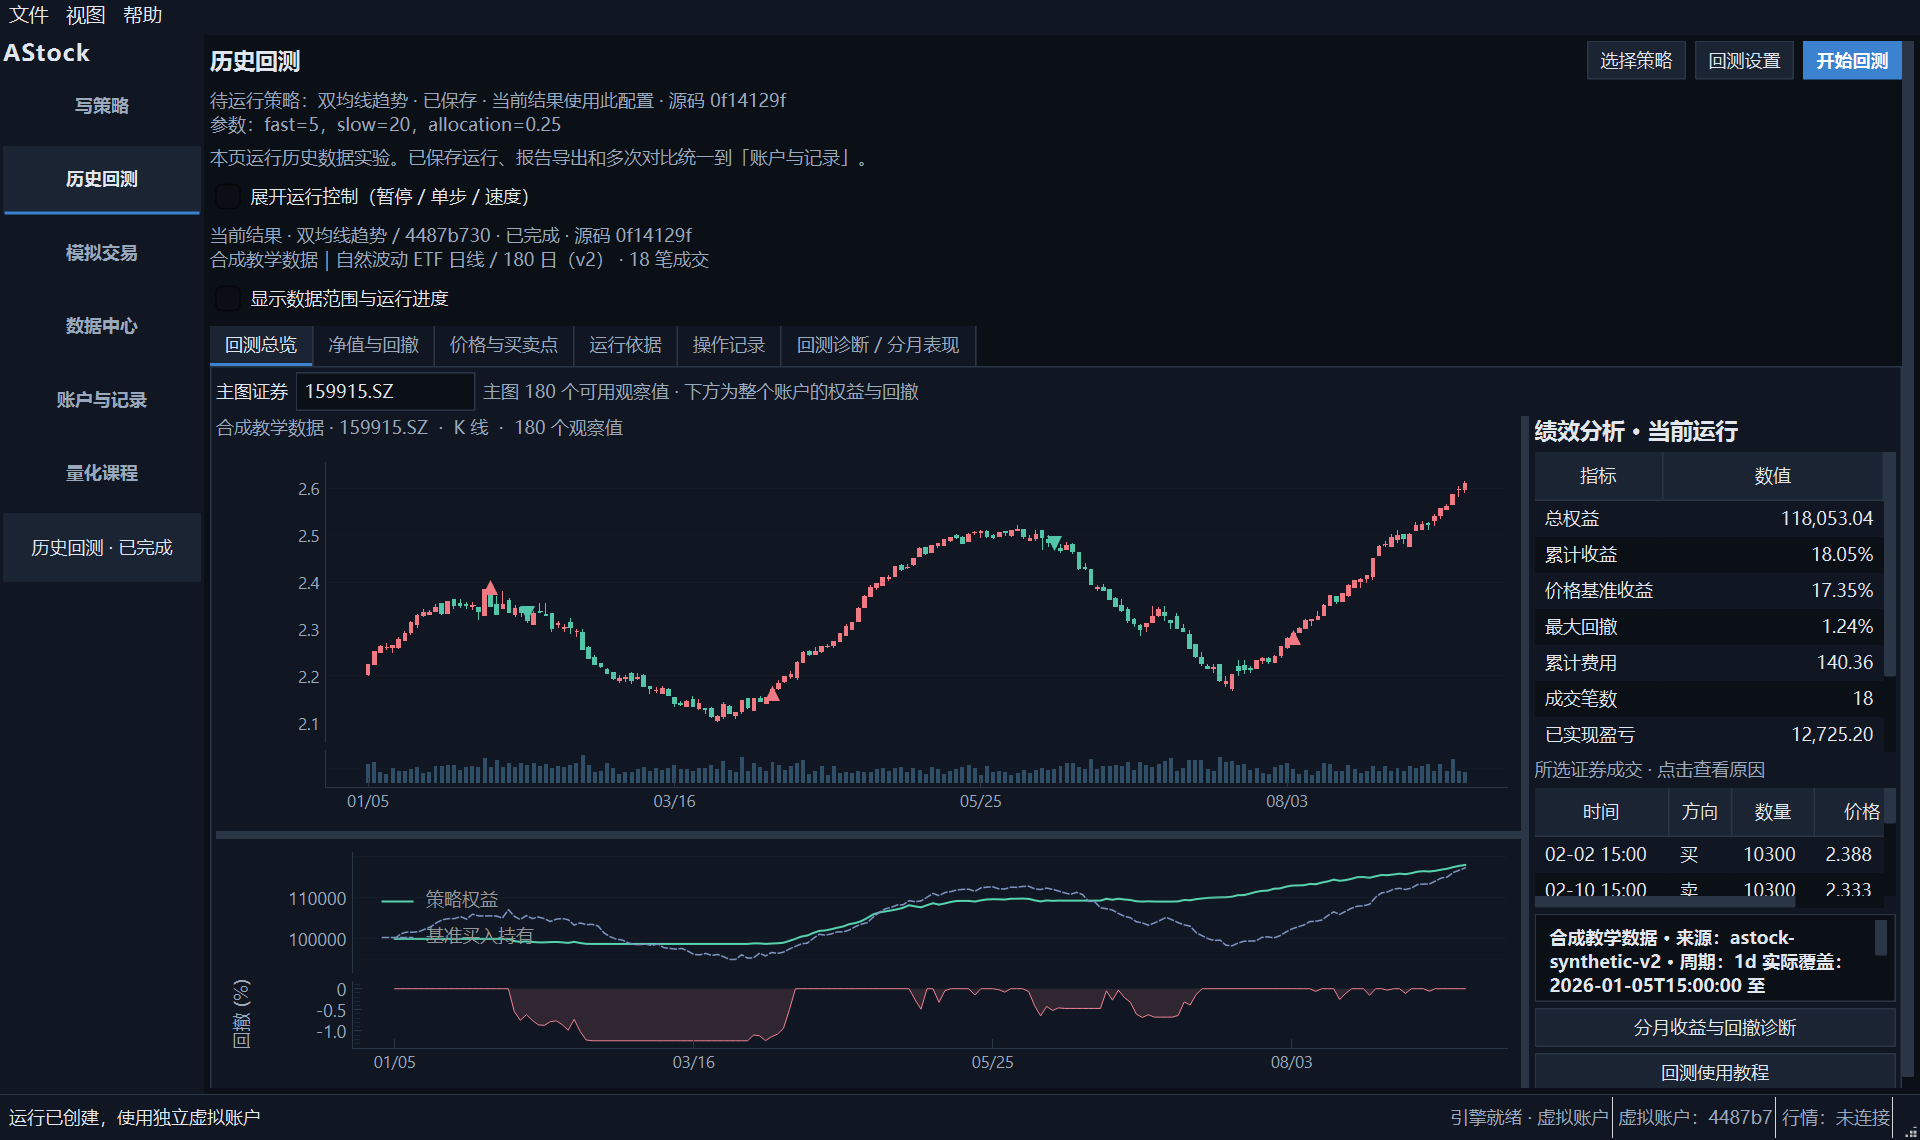 文件 视图 帮助
AStock
写策略
历史回测
模拟交易
数据中心
账户与记录
量化课程
历史回测 · 已完成
历史回测
选择策略
回测设置
开始回测
待运行策略：双均线趋势 · 已保存 · 当前结果使用此配置 · 源码 0f14129f
参数：fast=5，slow=20，allocation=0.25
本页运行历史数据实验。已保存运行、报告导出和多次对比统一到「账户与记录」。
展开运行控制（暂停 / 单步 / 速度）
当前结果 · 双均线趋势 / 4487b730 · 已完成 · 源码 0f14129f
合成教学数据 | 自然波动 ETF 日线 / 180 日（v2） · 18 笔成交
显示数据范围与运行进度
回测总览
净值与回撤
价格与买卖点
运行依据
操作记录
回测诊断 / 分月表现
主图证券 159915.SZ 主图 180 个可用观察值 · 下方为整个账户的权益与回撤
合成教学数据 · 159915.SZ · K 线 · 180 个观察值
2.6
2.5
2.4
2.3
2.2
2.1
01/05 03/16 05/25 08/03
110000
100000
策略权益
基准买入持有
回撤 (%)
0
-0.5
-1.0
01/05 03/16 05/25 08/03
绩效分析 • 当前运行
指标 数值
总权益 118,053.04
累计收益 18.05%
价格基准收益 17.35%
最大回撤 1.24%
累计费用 140.36
成交笔数 18
已实现盈亏 12,725.20
所选证券成交 · 点击查看原因
时间 方向 数量 价格
02-02 15:00 买 10300 2.388
02-10 15:00 卖 10300 2.333
合成教学数据 • 来源：astock-
synthetic-v2 • 周期：1d 实际覆盖：
2026-01-05T15:00:00 至
分月收益与回撤诊断
回测使用教程
运行已创建，使用独立虚拟账户
引擎就绪 · 虚拟账户
虚拟账户：4487b7
行情：未连接